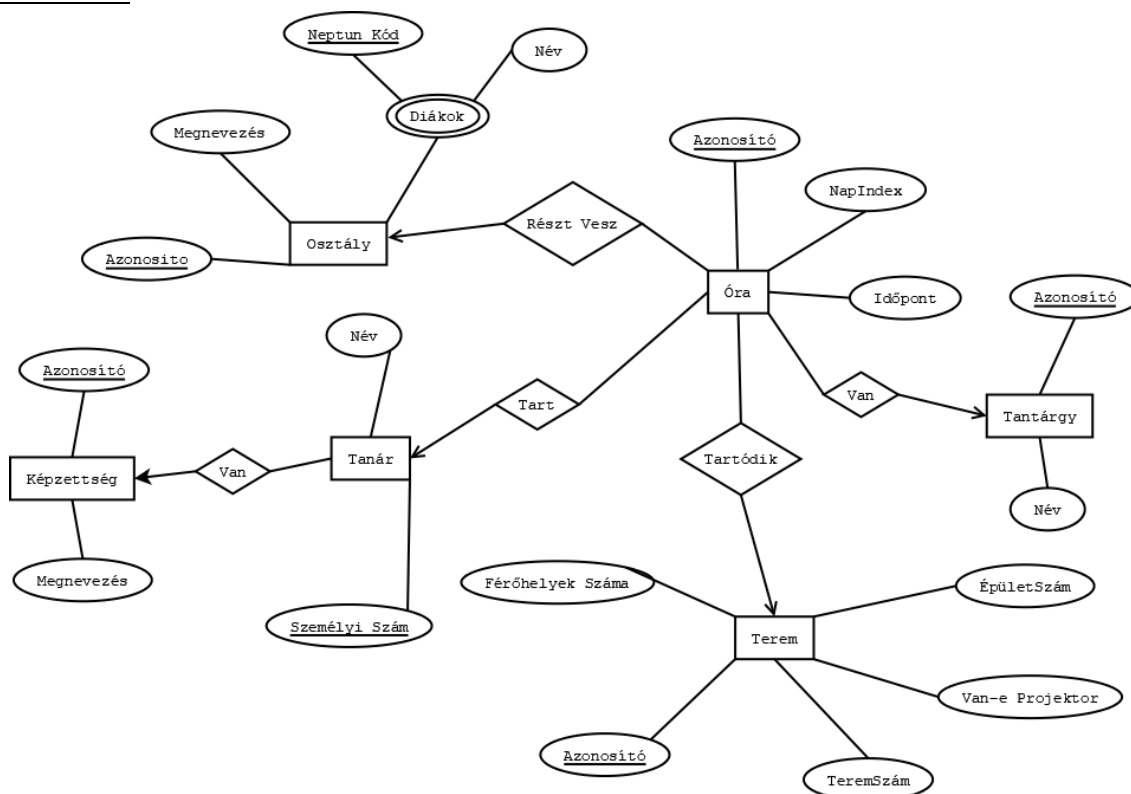 Neptun Kód
Név
Diákok
Megnevezés
Azonosító
NapIndex
Részt Vesz
Osztály
Azonosito
Óra
Időpont
Azonosító
Név
Azonosító
Tart
Van
Tantárgy
Tanár
Tartódik
Képzettség
Van
Név
Megnevezés
Férőhelyek Száma
ÉpületSzám
Személyi Szám
Terem
Van-e Projektor
Azonosító
TeremSzám